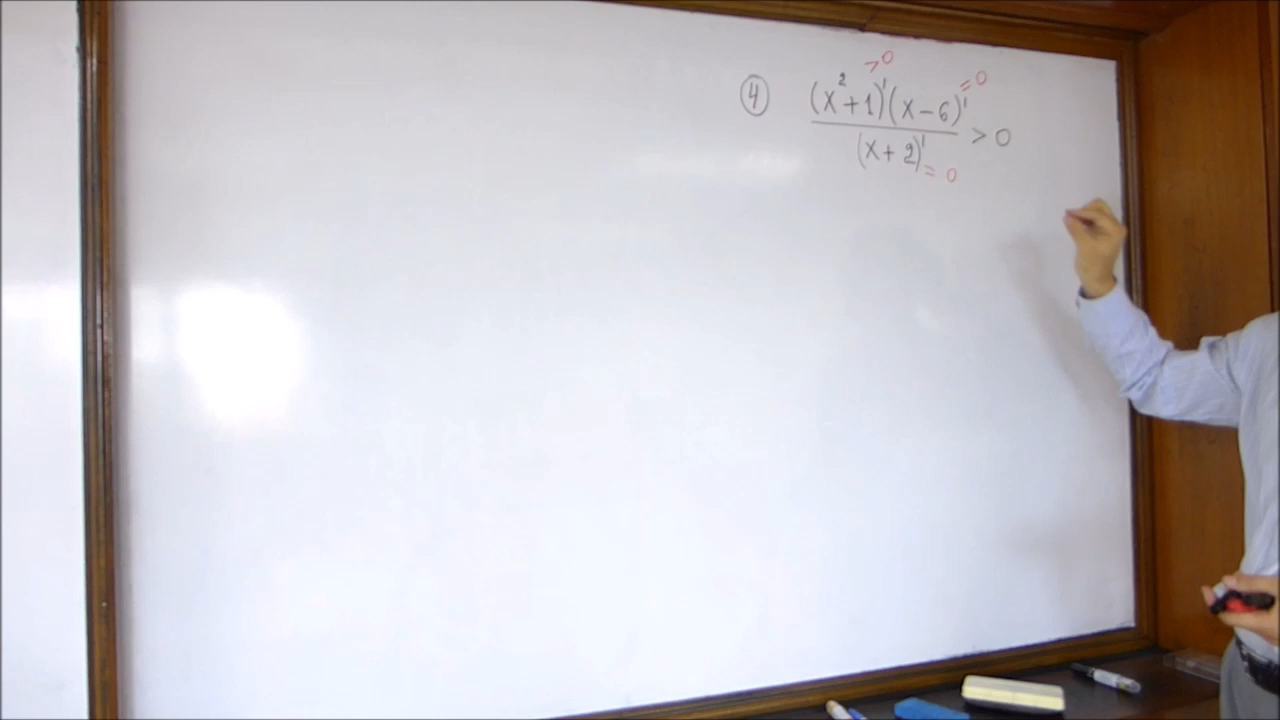 ④ (x² + 1)¹ > 0 (x − 6)¹ = 0 > 0
(x + 2)¹ = 0